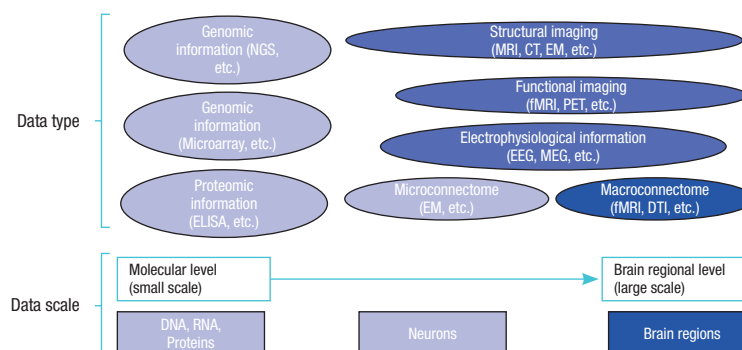 Genomic
information (NGS,
etc.)
Structural imaging
(MRI, CT, EM, etc.)
Functional imaging
(fMRI, PET, etc.)
Data type
Genomic
information
(Microarray, etc.)
Electrophysiological information
(EEG, MEG, etc.)
Proteomic
information
(ELISA, etc.)
Microconnectome
(EM, etc.)
Macroconnectome
(fMRI, DTI, etc.)
Molecular level
(small scale)
Brain regional level
(large scale)
Data scale
DNA, RNA,
Proteins
Neurons
Brain regions